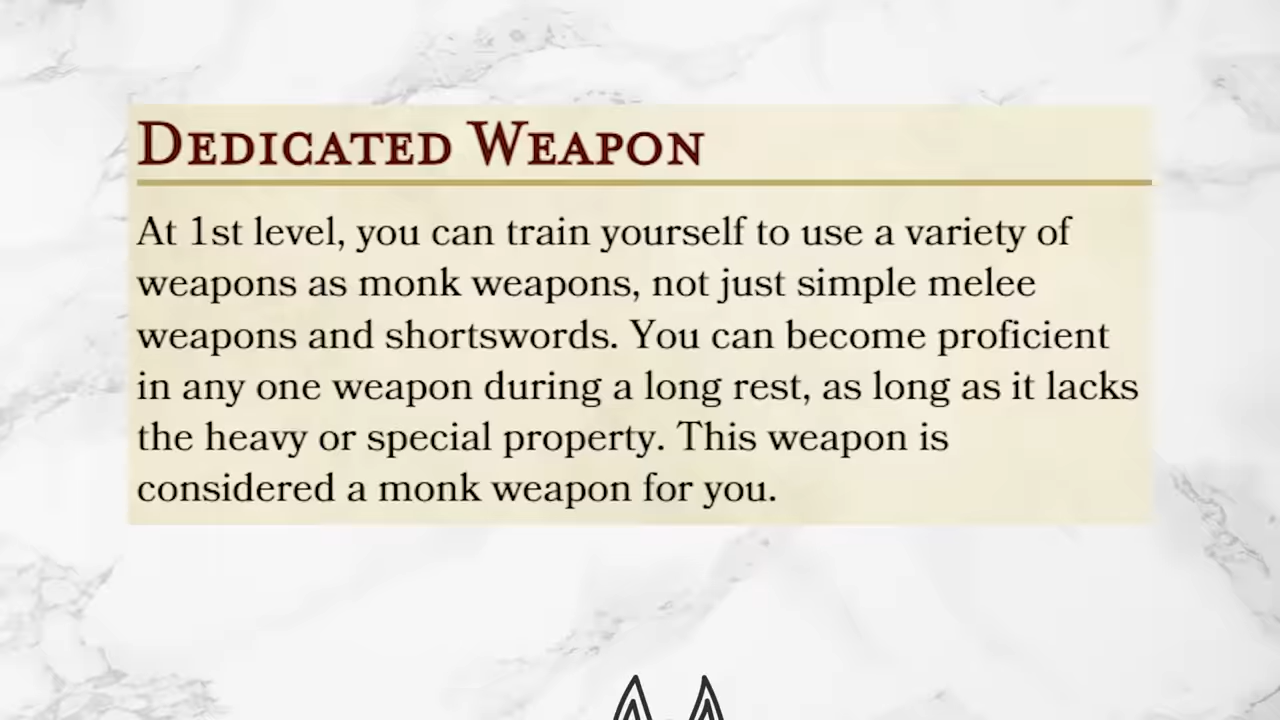 Dedicated Weapon
At 1st level, you can train yourself to use a variety of
weapons as monk weapons, not just simple melee
weapons and shortswords. You can become proficient
in any one weapon during a long rest, as long as it lacks
the heavy or special property. This weapon is
considered a monk weapon for you.